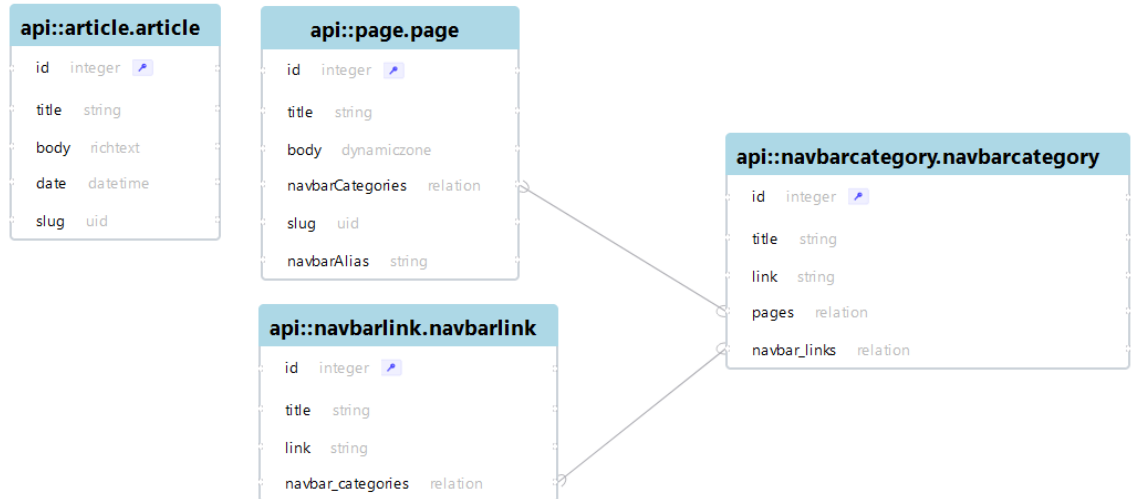 api::article.article
id integer
title string
body richtext
date datetime
slug uid
api::page.page
id integer
title string
body dynamiczone
navbarCategories relation
slug uid
navbarAlias string
api::navbarlink.navbarlink
id integer
title string
link string
navbar_categories relation
api::navbarcategory.navbarcategory
id integer
title string
link string
pages relation
navbar_links relation